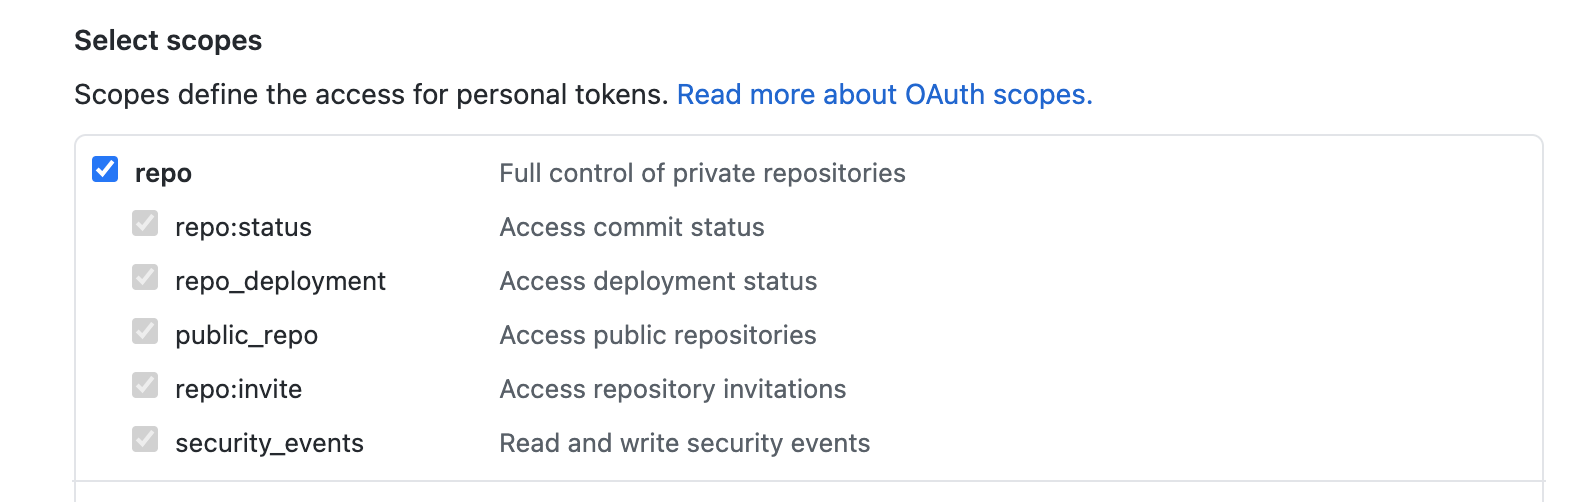 Select scopes
Scopes define the access for personal tokens. Read more about OAuth scopes.
repo Full control of private repositories
repo:status Access commit status
repo_deployment Access deployment status
public_repo Access public repositories
repo:invite Access repository invitations
security_events Read and write security events